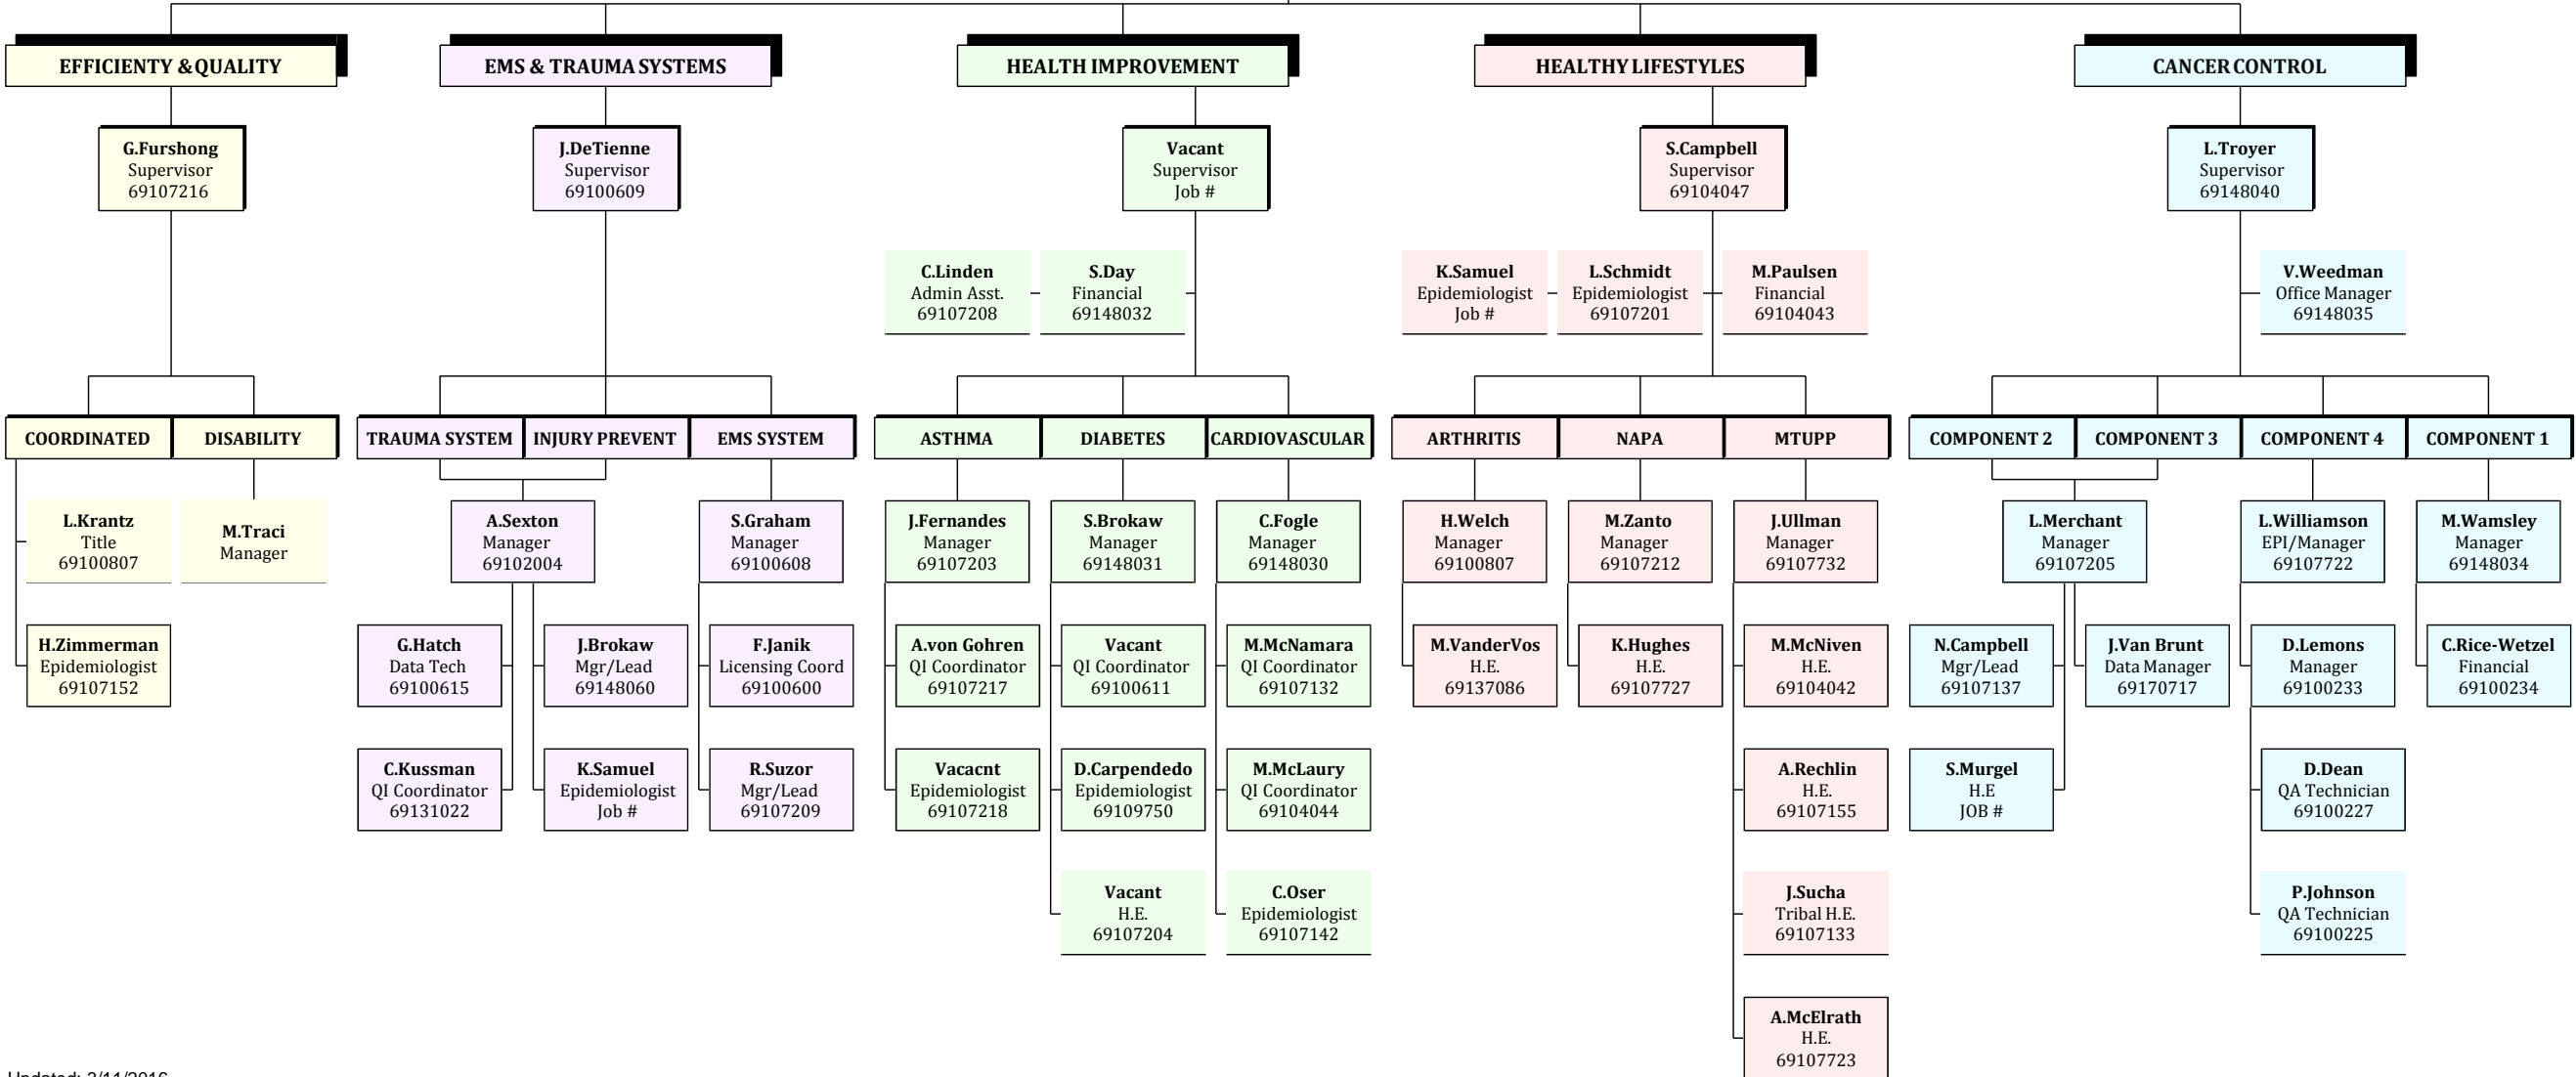 EFFICIENTY &QUALITY
EMS & TRAUMA SYSTEMS
HEALTH IMPROVEMENT
HEALTHY LIFESTYLES
CANCER CONTROL
G.Furshong
Supervisor
69107216
J.DeTienne
Supervisor
69100609
Vacant
Supervisor
Job #
S.Campbell
Supervisor
69104047
L.Troyer
Supervisor
69148040
C.Linden
Admin Asst.
69107208
S.Day
Financial
69148032
K.Samuel
Epidemiologist
Job #
L.Schmidt
Epidemiologist
69107201
M.Paulsen
Financial
69104043
V.Weedman
Office Manager
69148035
COORDINATED
DISABILITY
TRAUMA SYSTEM
INJURY PREVENT
EMS SYSTEM
ASTHMA
DIABETES
CARDIOVASCULAR
ARTHRITIS
NAPA
MTUPP
COMPONENT 2
COMPONENT 3
COMPONENT 4
COMPONENT 1
L.Krantz
Title
69100807
M.Traci
Manager
A.Sexton
Manager
69102004
S.Graham
Manager
69100608
J.Fernandes
Manager
69107203
S.Brokaw
Manager
69148031
C.Fogle
Manager
69148030
H.Welch
Manager
69100807
M.Zanto
Manager
69107212
J.Ullman
Manager
69107732
L.Merchant
Manager
69107205
L.Williamson
EPI/Manager
69107722
M.Wamsley
Manager
69148034
H.Zimmerman
Epidemiologist
69107152
G.Hatch
Data Tech
69100615
J.Brokaw
Mgr/Lead
69148060
F.Janik
Licensing Coord
69100600
A.von Gohren
QI Coordinator
69107217
Vacant
QI Coordinator
69100611
M.McNamara
QI Coordinator
69107132
M.VanderVos
H.E.
69137086
K.Hughes
H.E.
69107727
M.McNiven
H.E.
69104042
N.Campbell
Mgr/Lead
69107137
J.Van Brunt
Data Manager
69170717
D.Lemons
Manager
69100233
C.Rice-Wetzel
Financial
69100234
C.Kussman
QI Coordinator
69131022
K.Samuel
Epidemiologist
Job #
R.Suzor
Mgr/Lead
69107209
Vacacnt
Epidemiologist
69107218
D.Carpendedo
Epidemiologist
69109750
M.McLaury
QI Coordinator
69104044
A.Rechlin
H.E.
69107155
S.Murgel
H.E
JOB #
D.Dean
QA Technician
69100227
Vacant
H.E.
69107204
C.Oser
Epidemiologist
69107142
J.Sucha
Tribal H.E.
69107133
P.Johnson
QA Technician
69100225
A.McElrath
H.E.
69107723
Updated: